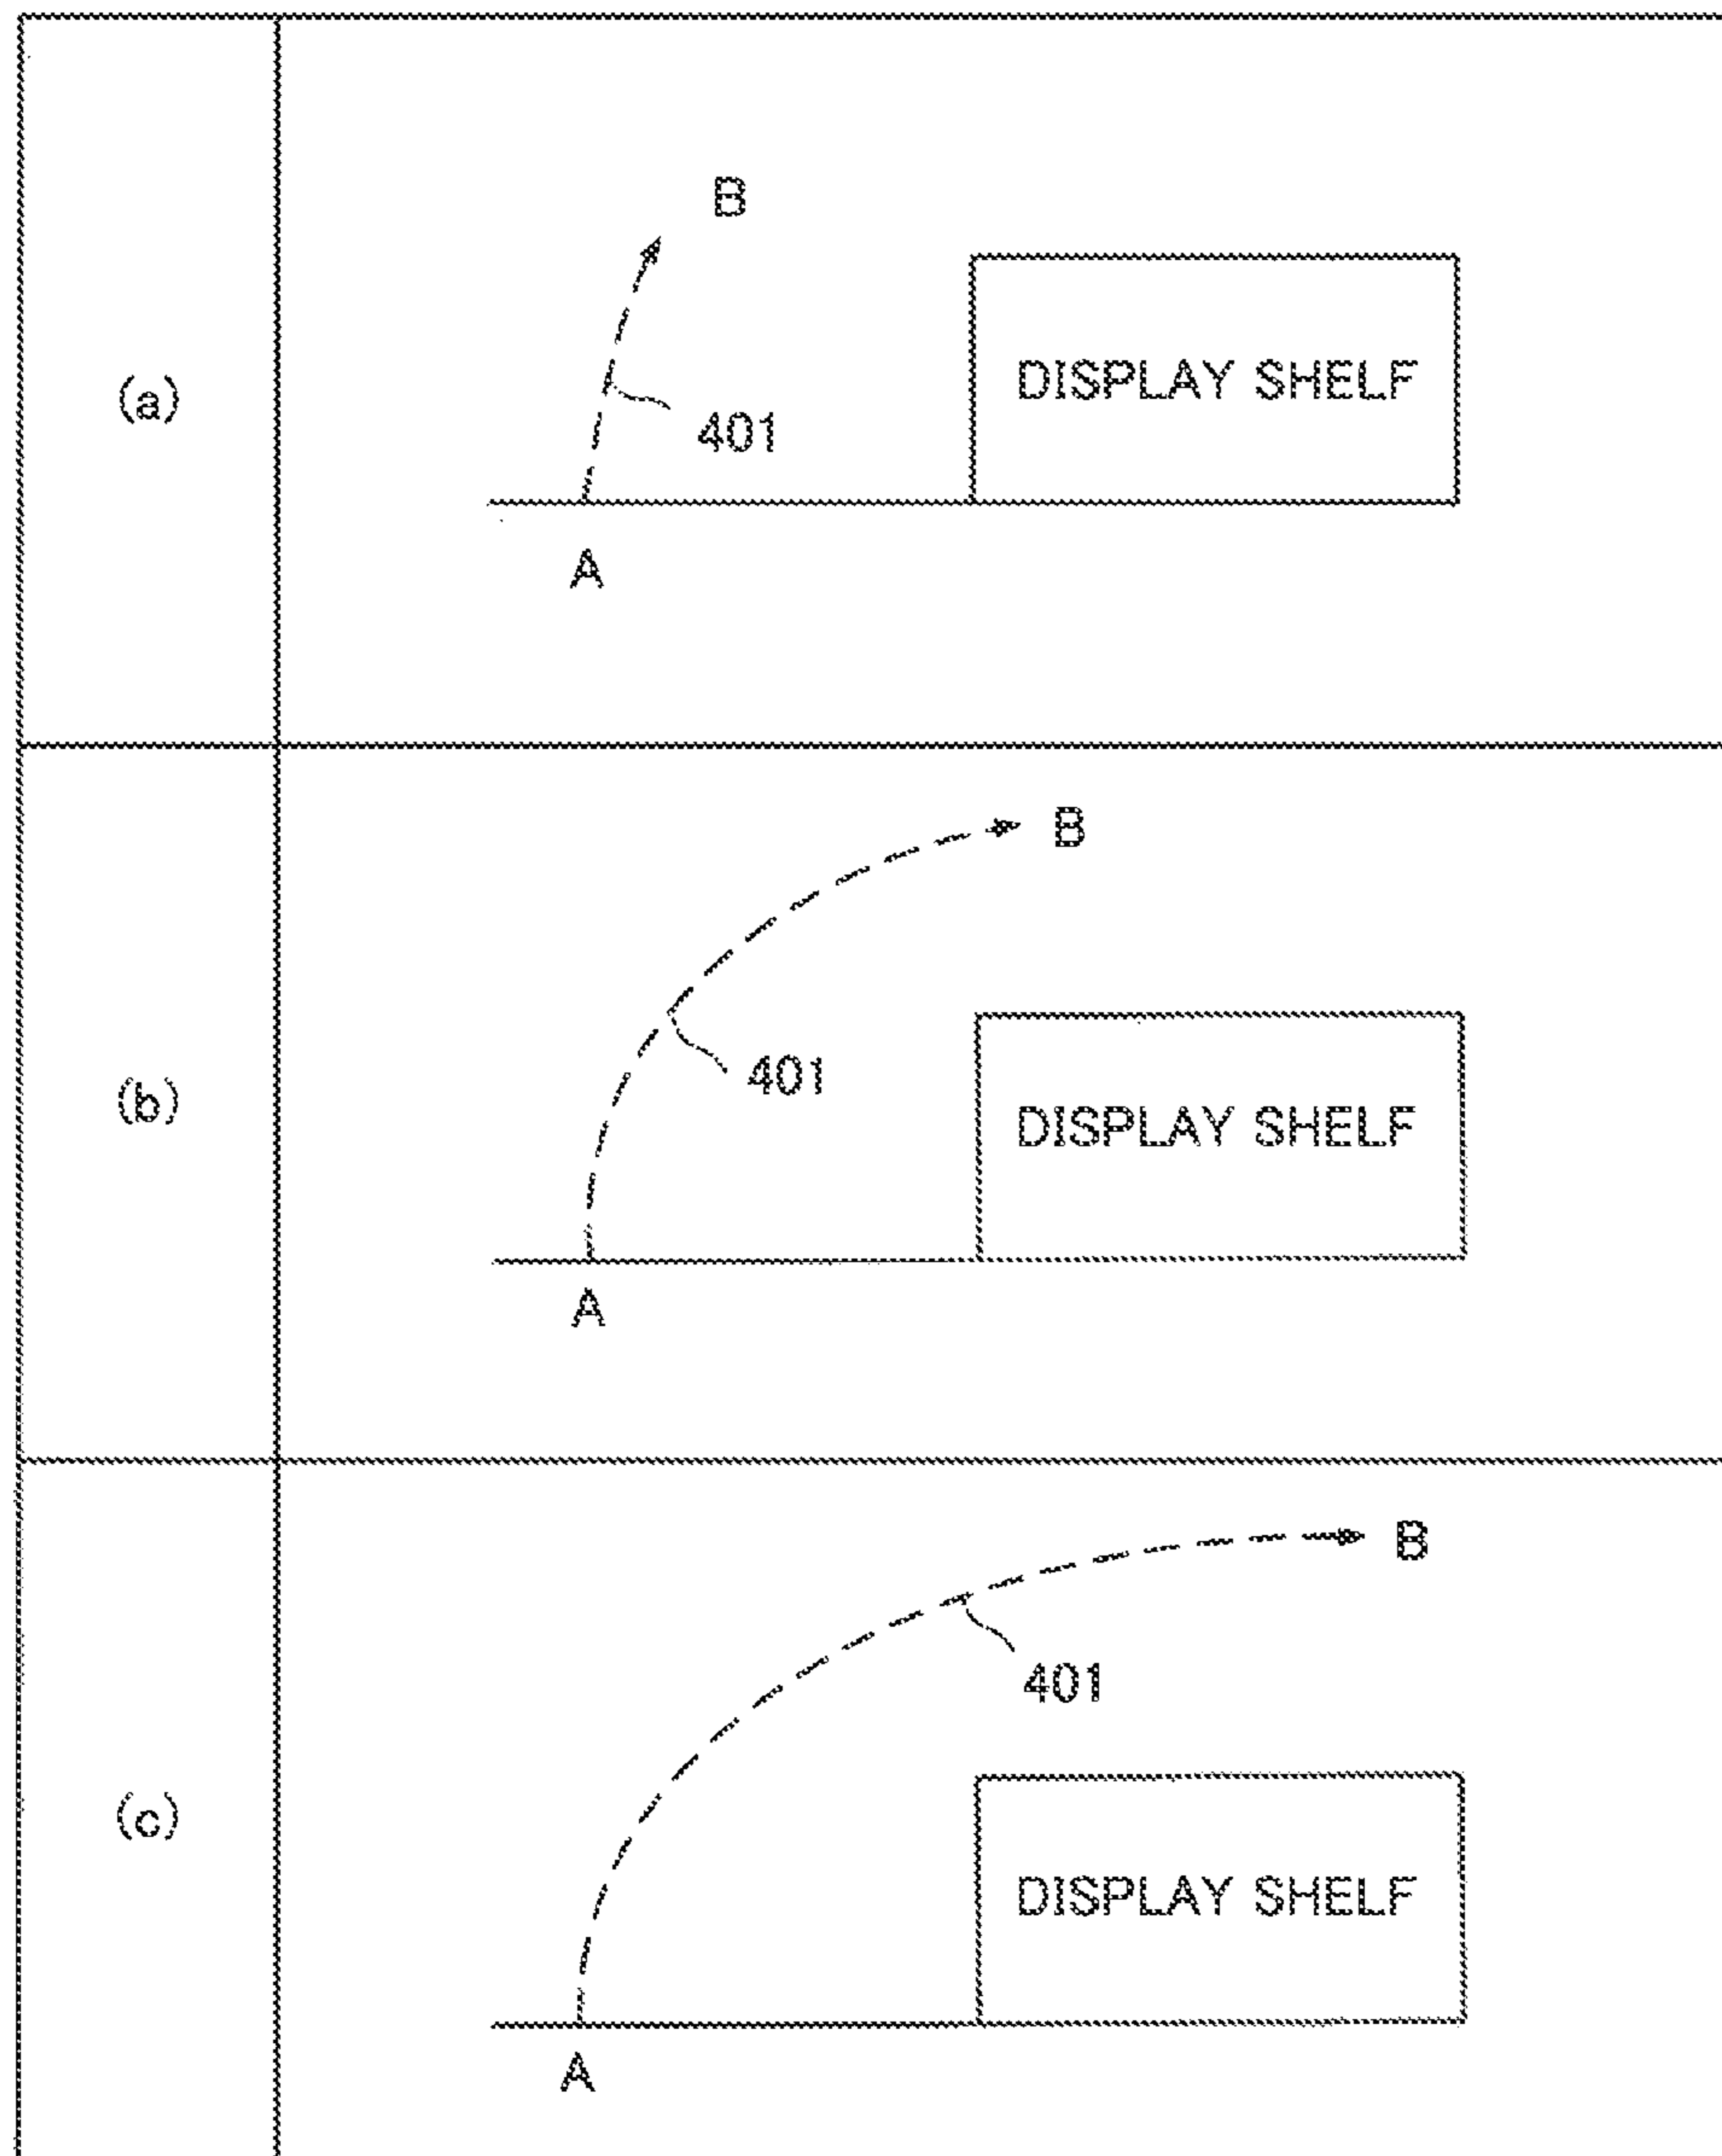 (a)
B
DISPLAY SHELF
401
A
(b)
B
401
DISPLAY SHELF
A
(c)
B
401
DISPLAY SHELF
A